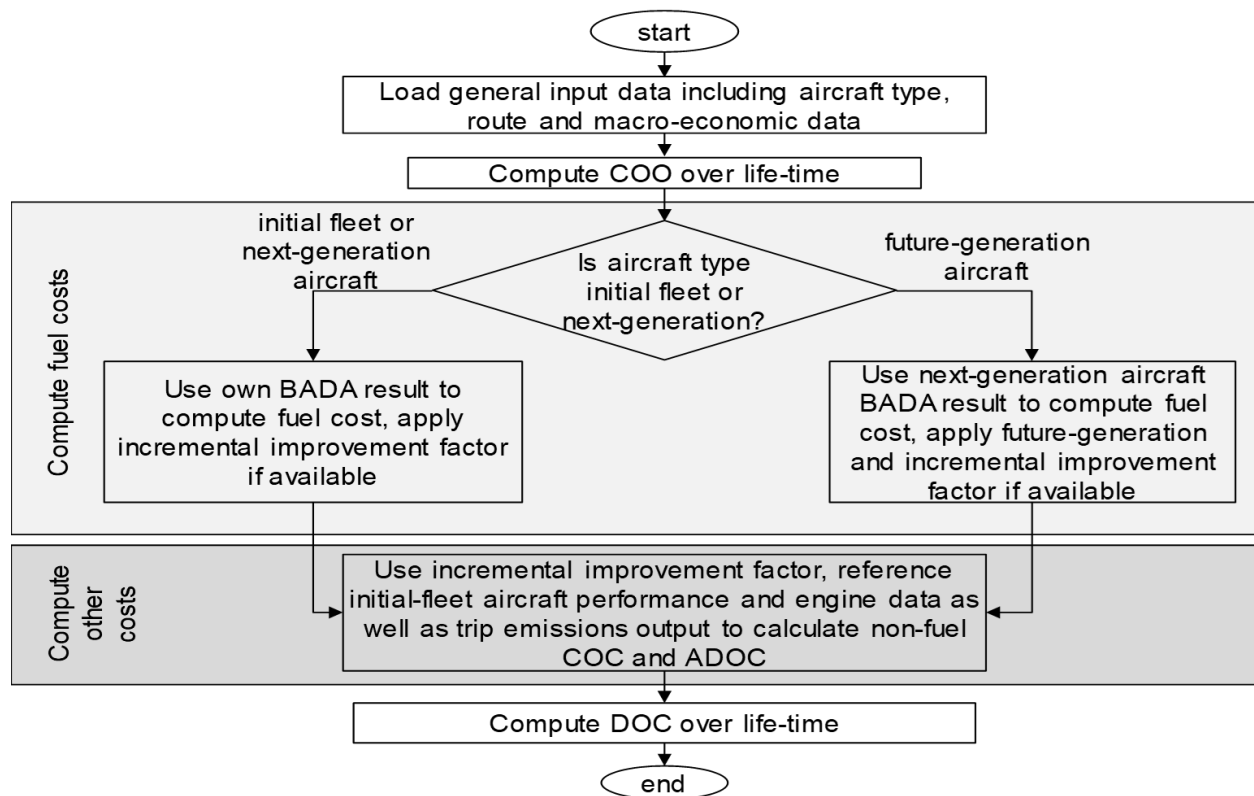 start
Load general input data including aircraft type,
route and macro-economic data
Compute COO over life-time
Compute fuel costs
initial fleet or
next-generation
aircraft
Is aircraft type
initial fleet or
next-generation?
future-generation
aircraft
Use own BADA result to
compute fuel cost, apply
incremental improvement factor
if available
Use next-generation aircraft
BADA result to compute fuel
cost, apply future-generation
and incremental improvement
factor if available
Compute
other
costs
Use incremental improvement factor, reference
initial-fleet aircraft performance and engine data as
well as trip emissions output to calculate non-fuel
COC and ADOC
Compute DOC over life-time
end